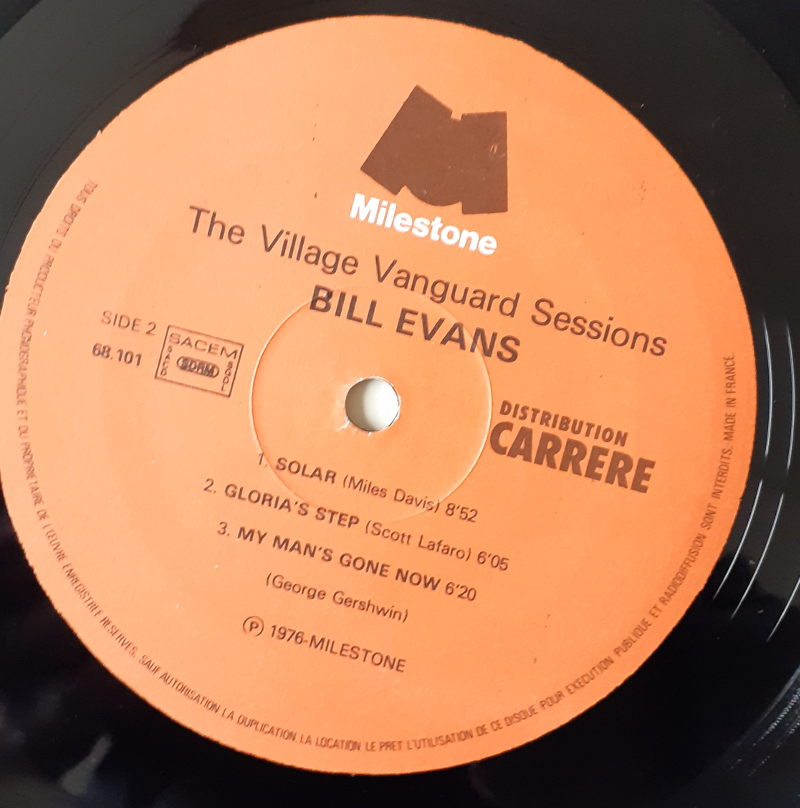 Milestone
The Village Vanguard Sessions
BILL EVANS
SIDE 2
68.101
SACEM
SACD
SDRM
SGDL
DISTRIBUTION
CARRERE
1. SOLAR (Miles Davis) 8'52
2. GLORIA'S STEP (Scott Lafaro) 6'05
3. MY MAN'S GONE NOW 6'20
(George Gershwin)
Ⓟ 1976-MILESTONE
TOUS DROITS DU PRODUCTEUR PHONOGRAPHIQUE ET DU PROPRIETAIRE DE L'ŒUVRE ENREGISTREE RESERVES. SAUF AUTORISATION LA DUPLICATION, LA LOCATION, LE PRET, L'UTILISATION DE CE DISQUE POUR EXECUTION PUBLIQUE ET RADIODIFFUSION SONT INTERDITS. MADE IN FRANCE.